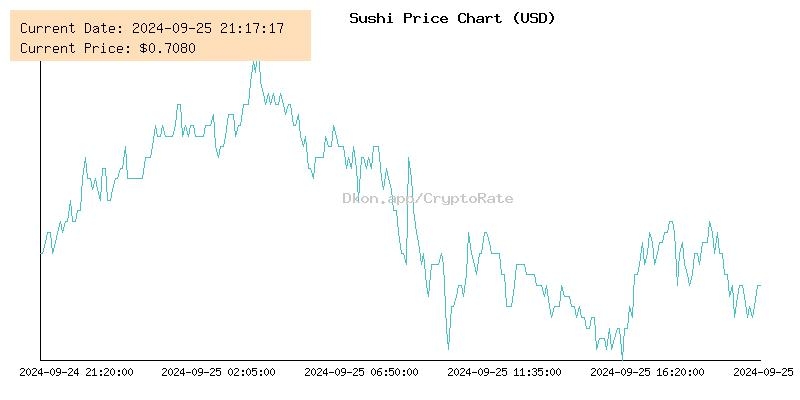 Sushi Price Chart (USD)
Current Date: 2024-09-25 21:17:17
Current Price: $0.7080
Dkon.app/CryptoRate
2024-09-24 21:20:00
2024-09-25 02:05:00
2024-09-25 06:50:00
2024-09-25 11:35:00
2024-09-25 16:20:00
2024-09-25